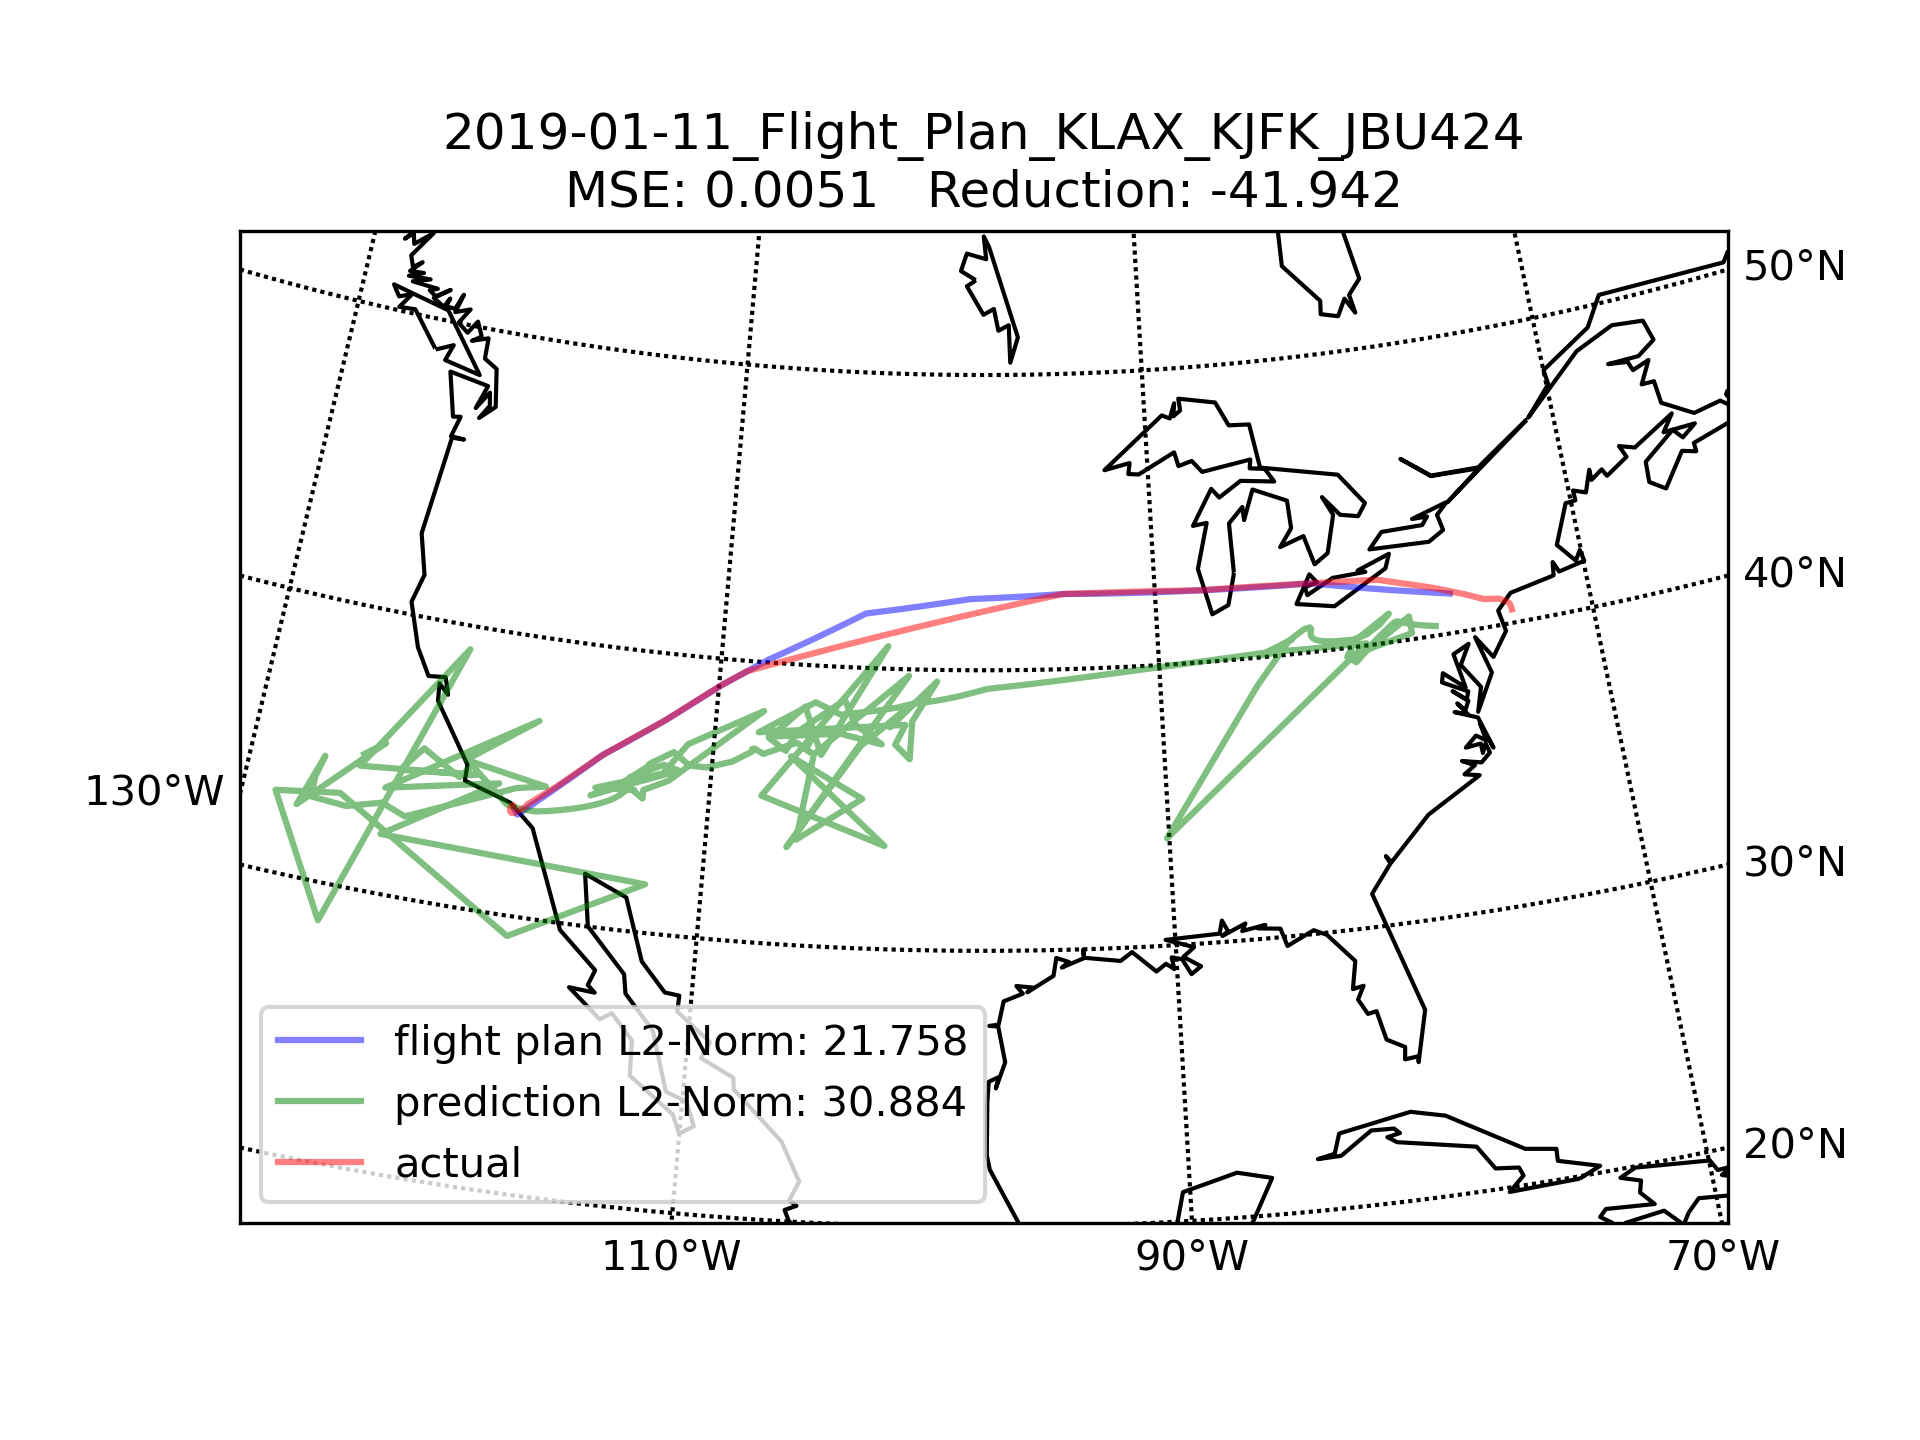 2019-01-11_Flight_Plan_KLAX_KJFK_JBU424
MSE: 0.0051   Reduction: -41.942
50°N
40°N
130°W
30°N
flight plan L2-Norm: 21.758
prediction L2-Norm: 30.884
actual
20°N
110°W
90°W
70°W